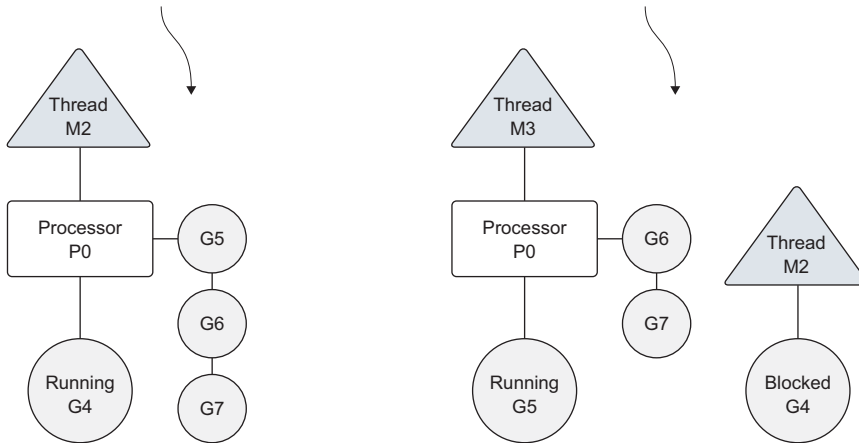 Thread
M2
Processor
P0
G5
G6
Running
G4
G7
Thread
M3
Processor
P0
G6
Thread
M2
G7
Running
G5
Blocked
G4